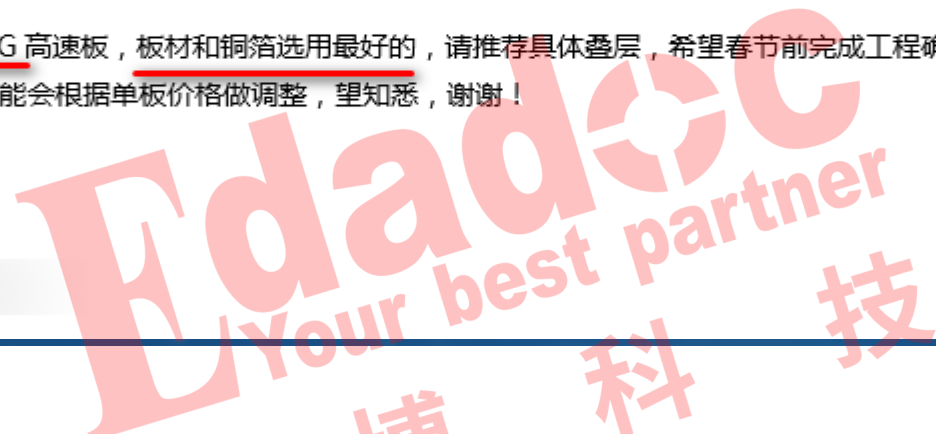 G 高速板，板材和铜箔选用最好的，请推荐具体叠层，希望春节前完成工程确
能会根据单板价格做调整，望知悉，谢谢！
Edadoc
Your best partner
博科技